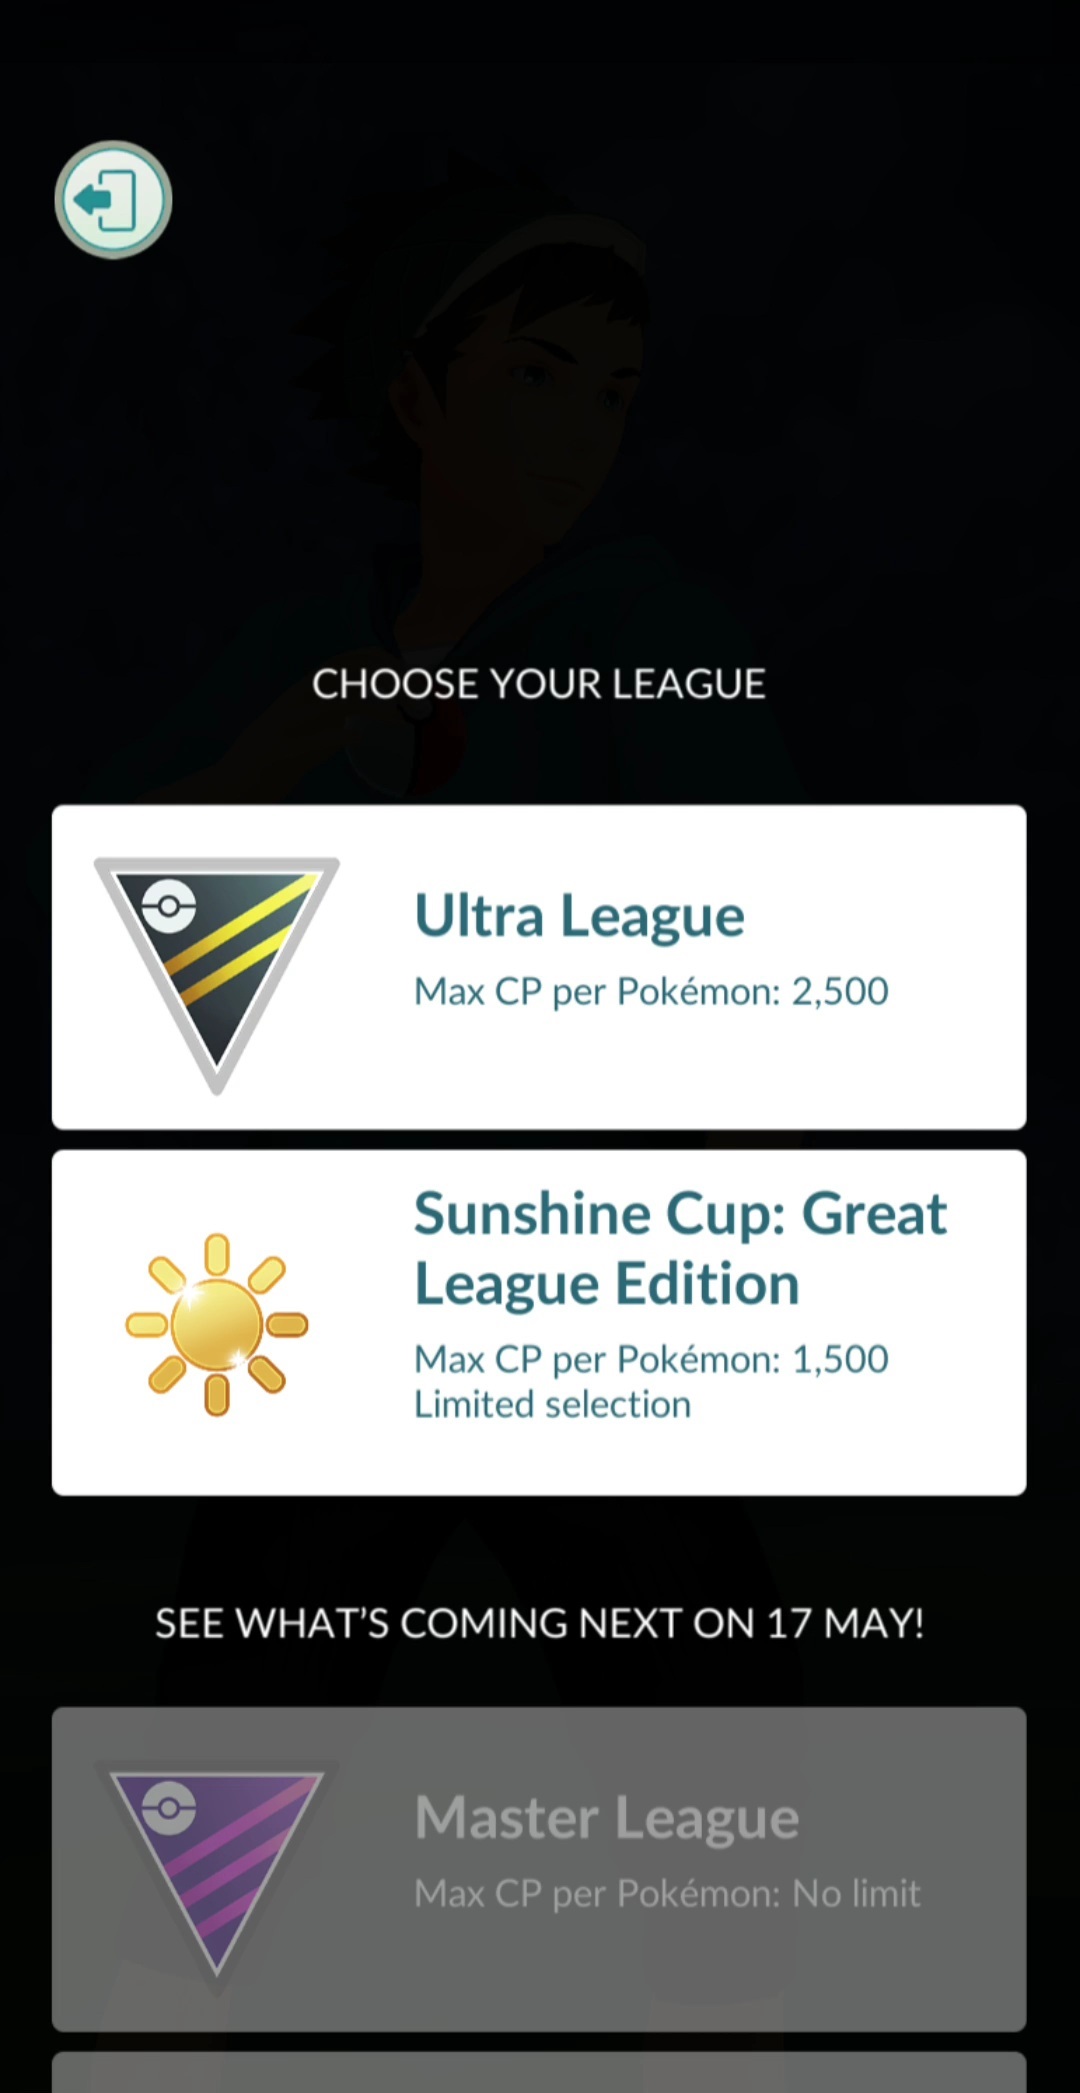 CHOOSE YOUR LEAGUE
Ultra League
Max CP per Pokémon: 2,500
Sunshine Cup: Great
League Edition
Max CP per Pokémon: 1,500
Limited selection
SEE WHAT'S COMING NEXT ON 17 MAY!
Master League
Max CP per Pokémon: No limit